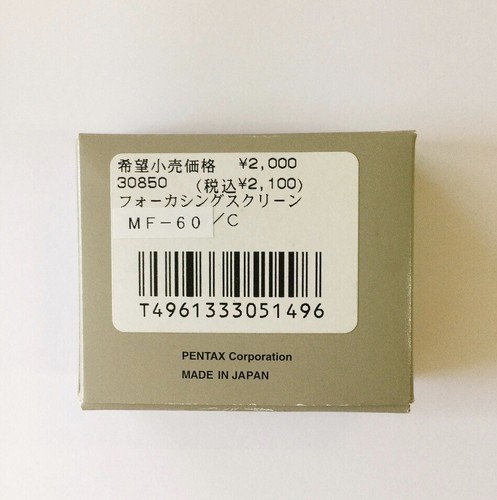 希望小売価格 ¥2,000
30850 (税込¥2,100)
フォーカシングスクリーン
MF-60 /C
T4961333051496
PENTAX Corporation
MADE IN JAPAN